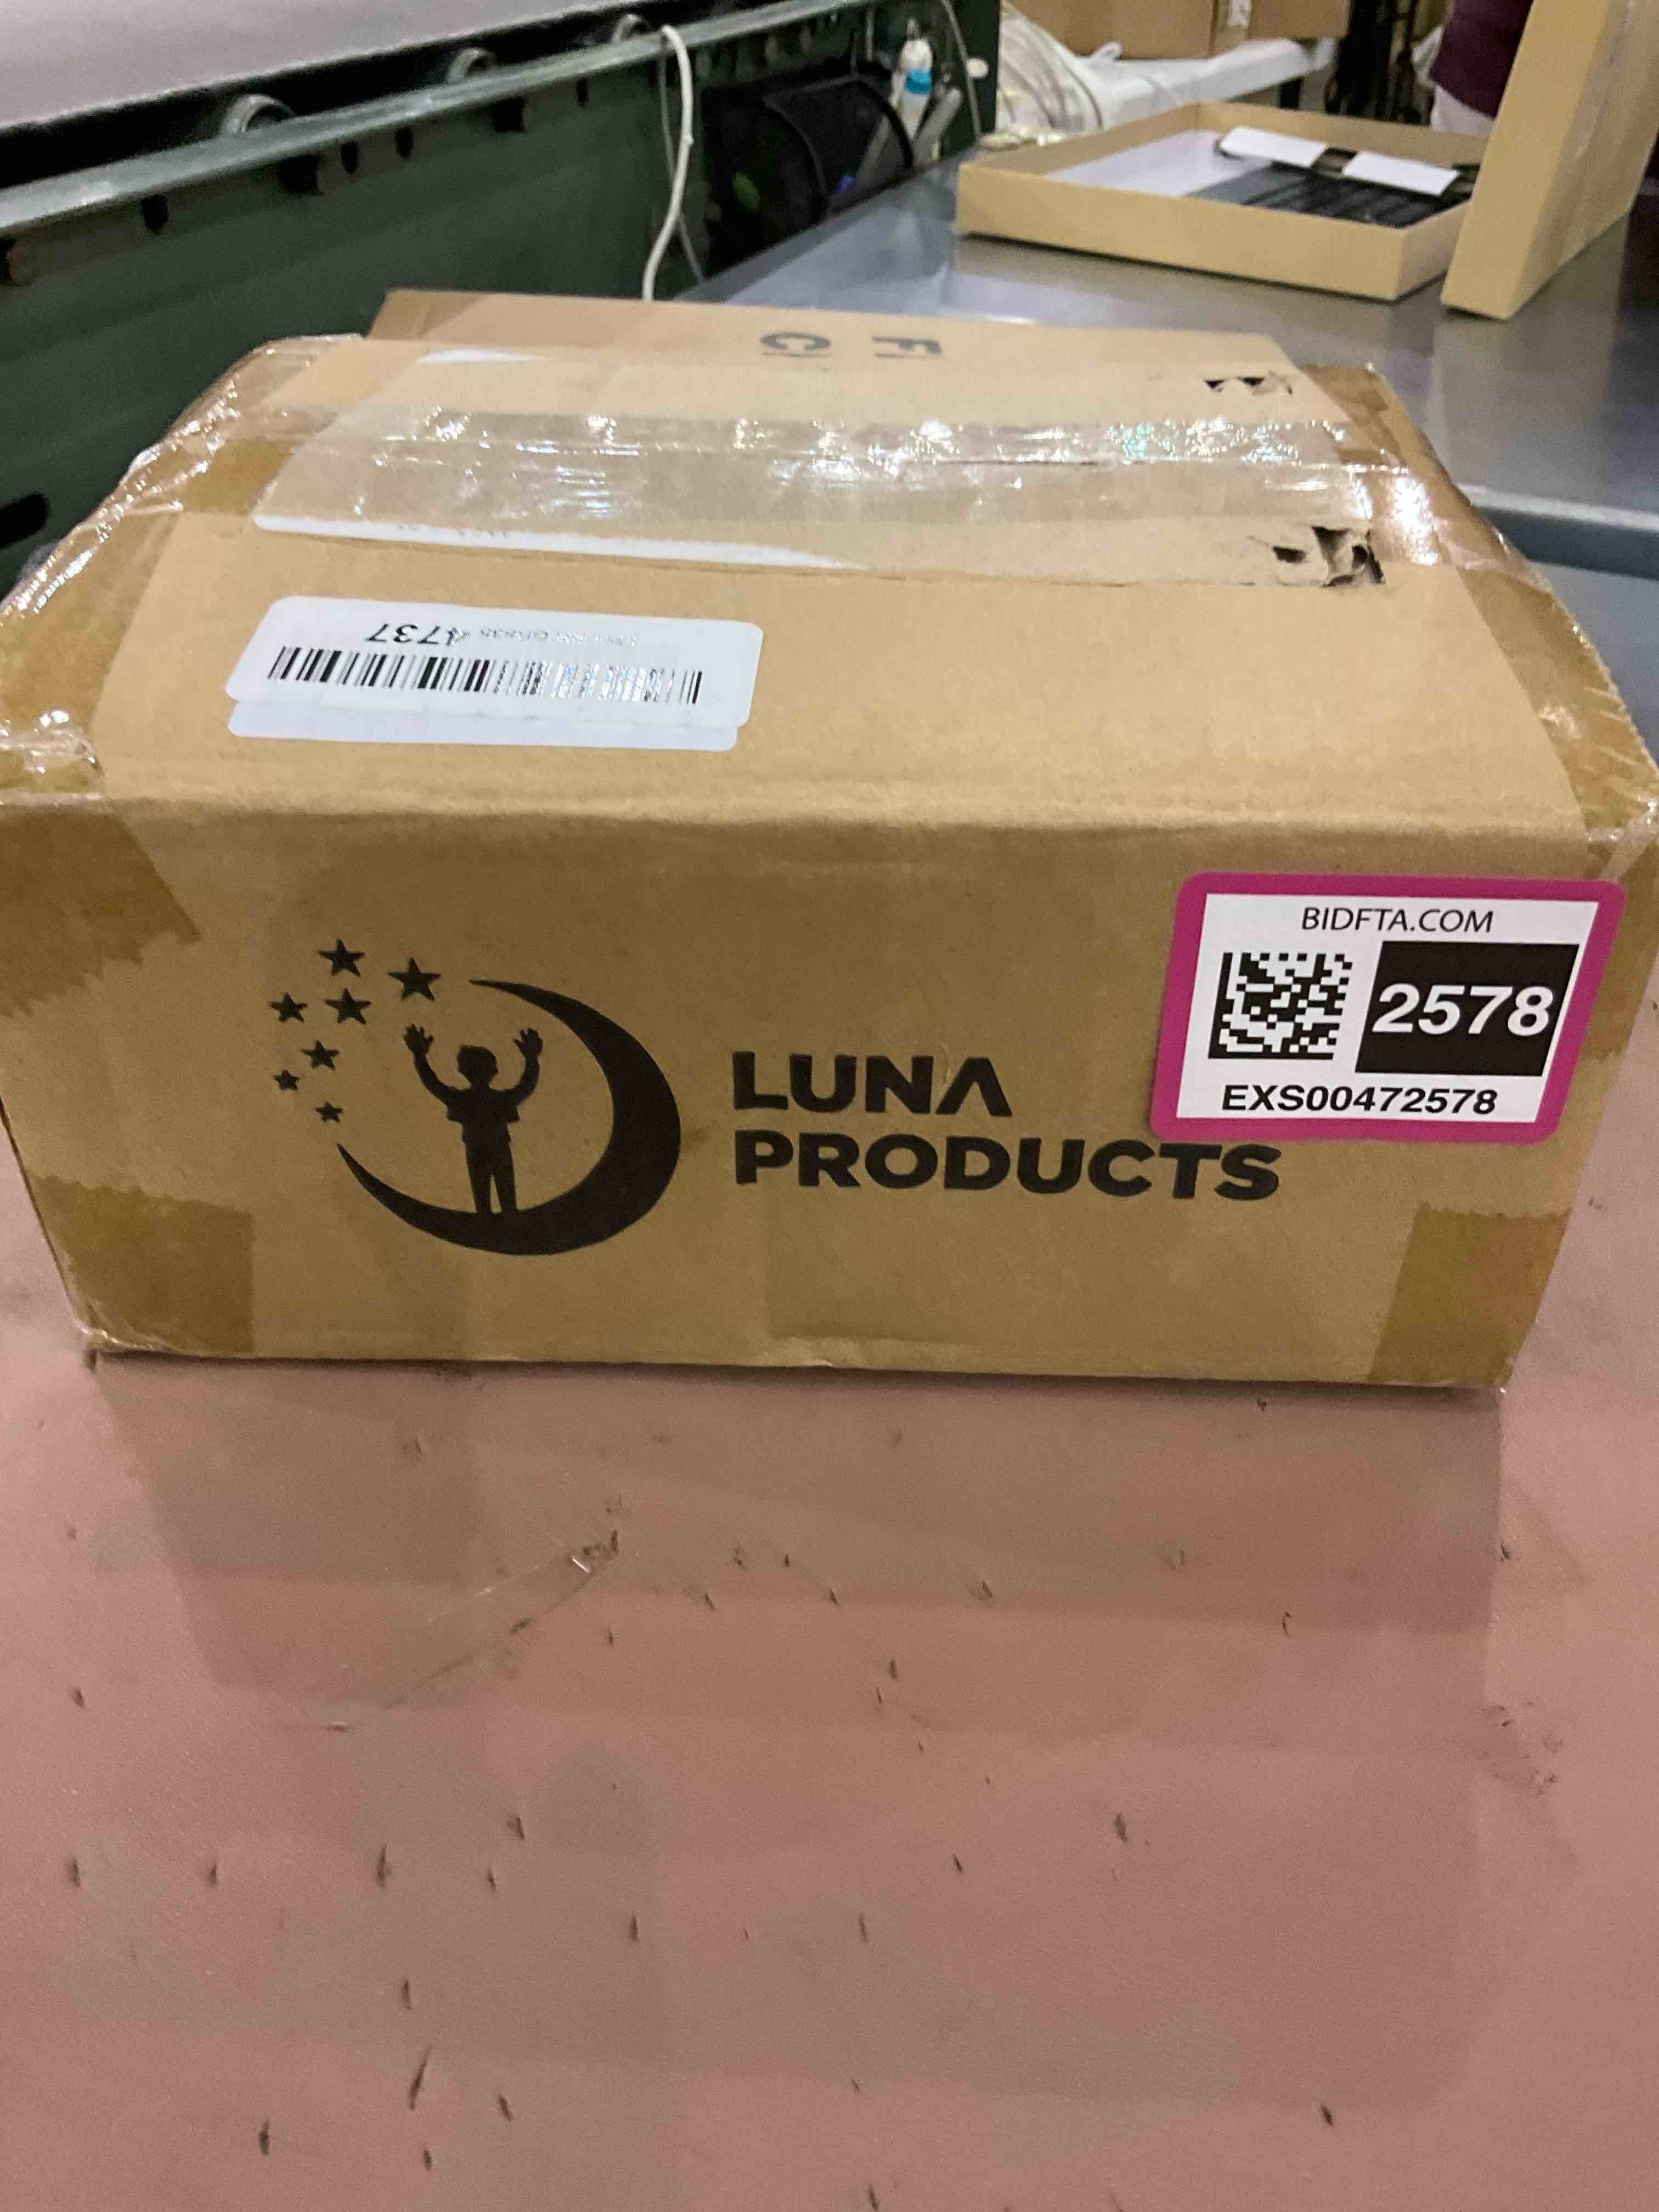 4737
BIDFTA.COM
2578
EXS00472578
LUNA
PRODUCTS